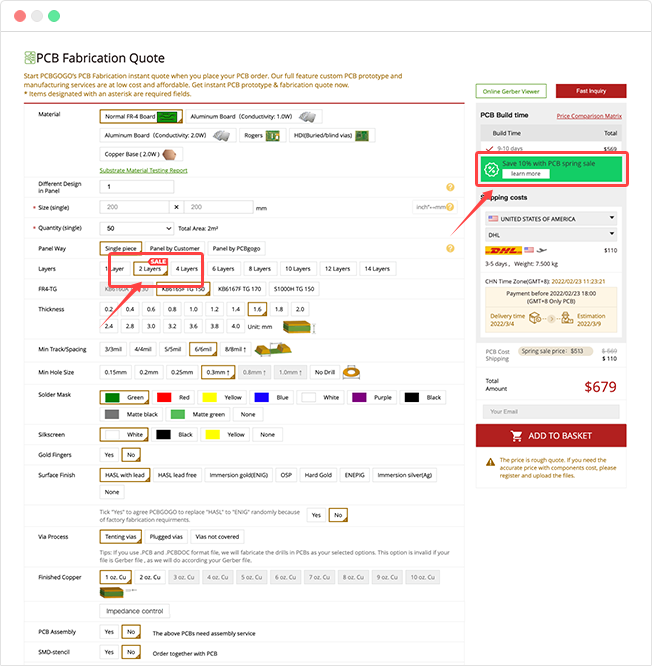 PCB Fabrication Quote
Start PCBGOGO's PCB Fabrication instant quote when you place your PCB order. Our full feature custom PCB prototype and
manufacturing services are at low cost and affordable. Get instant PCB prototype & fabrication quote now.
* Items designated with an asterisk are required fields.
Material
Normal FR-4 Board
Aluminum Board (Conductivity: 1.0W)
Aluminum Board (Conductivity: 2.0W)
Rogers
HDI(Buried/blind vias)
Copper Base ( 2.0W )
Substrate Material Testing Report
Different Design
in Panel
1
?
* Size (single)
200
×
200
mm
inch"↔mm
?
* Quantity (single)
50
Total Area: 2m²
Panel Way
Single piece
Panel by Customer
Panel by PCBgogo
?
Layers
1 Layer
SALE
2 Layers
4 Layers
6 Layers
8 Layers
10 Layers
12 Layers
14 Layers
FR4-TG
KB6165F TG 150
KB6167F TG 170
S1000H TG 150
Thickness
0.2 0.4 0.6 0.8 1.0 1.2 1.4 1.6 1.8 2.0
2.4 2.8 3.0 3.2 3.6 3.8 4.0 Unit: mm
Min Track/Spacing
3/3mil 4/4mil 5/5mil 6/6mil 8/8mil ↑
Min Hole Size
0.15mm 0.2mm 0.25mm 0.3mm ↑ 0.8mm ↑ 1.0mm ↑ No Drill
Solder Mask
Green Red Yellow Blue White Purple Black
Matte black Matte green None
Silkscreen
White Black Yellow None
Gold Fingers
Yes No
Surface Finish
HASL with lead HASL lead free Immersion gold(ENIG) OSP Hard Gold ENEPIG Immersion silver(Ag)
None
Tick "Yes" to agree PCBGOGO to replace "HASL" to "ENIG" randomly because
of factory fabrication requirments.
Yes No
Via Process
Tenting vias Plugged vias Vias not covered
Tips: If you use .PCB and .PCBDOC format file, we will fabricate the drills in PCBs as your selected options. This option is invalid if your
file is Gerber file , as we will do according your Gerber file.
Finished Copper
1 oz. Cu 2 oz. Cu 3 oz. Cu 4 oz. Cu 5 oz. Cu 6 oz. Cu 7 oz. Cu 8 oz. Cu 9 oz. Cu 10 oz. Cu
Impedance control
PCB Assembly
Yes No The above PCBs need assembly service
SMD-stencil
Yes No Order together with PCB
Online Gerber Viewer
Fast Inquiry
PCB Build time
Price Comparison Matrix
Build Time
Total
9-10 days
$569
%
Save 10% with PCB spring sale
learn more
Shipping costs
UNITED STATES OF AMERICA
DHL
DHL
$110
3-5 days , Weight: 7.500 kg
CHN Time Zone(GMT+8): 2022/02/23 11:23:21
Payment before 2022/02/23 18:00
(GMT+8 Only PCB)
Delivery time
2022/3/4
Estimation
2022/3/9
PCB Cost
Spring sale price: $513
$ 569
Shipping
$ 110
Total
Amount
$679
Your Email
ADD TO BASKET
The price is rough quote. If you need the
accurate price with components cost, please
register and upload the files.